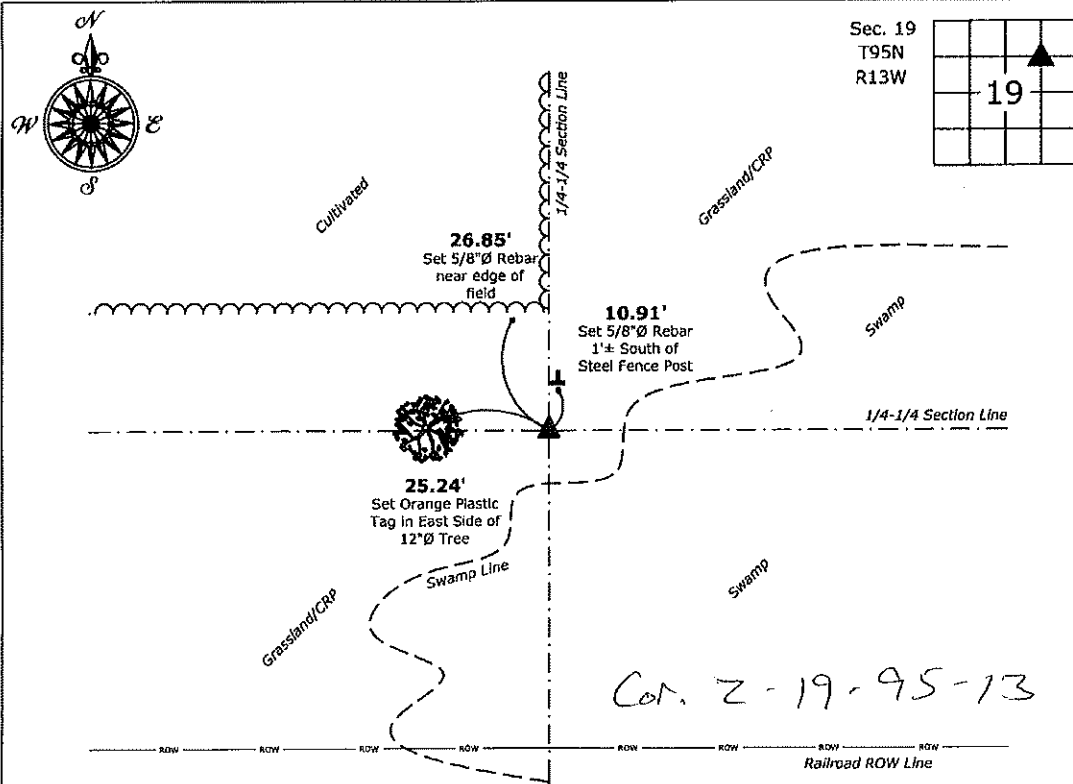 N
W
E
S
Sec. 19
T95N
R13W
19
1/4-1/4 Section Line
Cultivated
Grassland/CRP
26.85'
Set 5/8"Ø Rebar
near edge of
field
10.91'
Set 5/8"Ø Rebar
1'± South of
Steel Fence Post
Swamp
1/4-1/4 Section Line
25.24'
Set Orange Plastic
Tag in East Side of
12"Ø Tree
Swamp Line
Swamp
Grassland/CRP
Cor. Z-19-95-13
ROW ROW ROW ROW ROW ROW ROW ROW
Railroad ROW Line